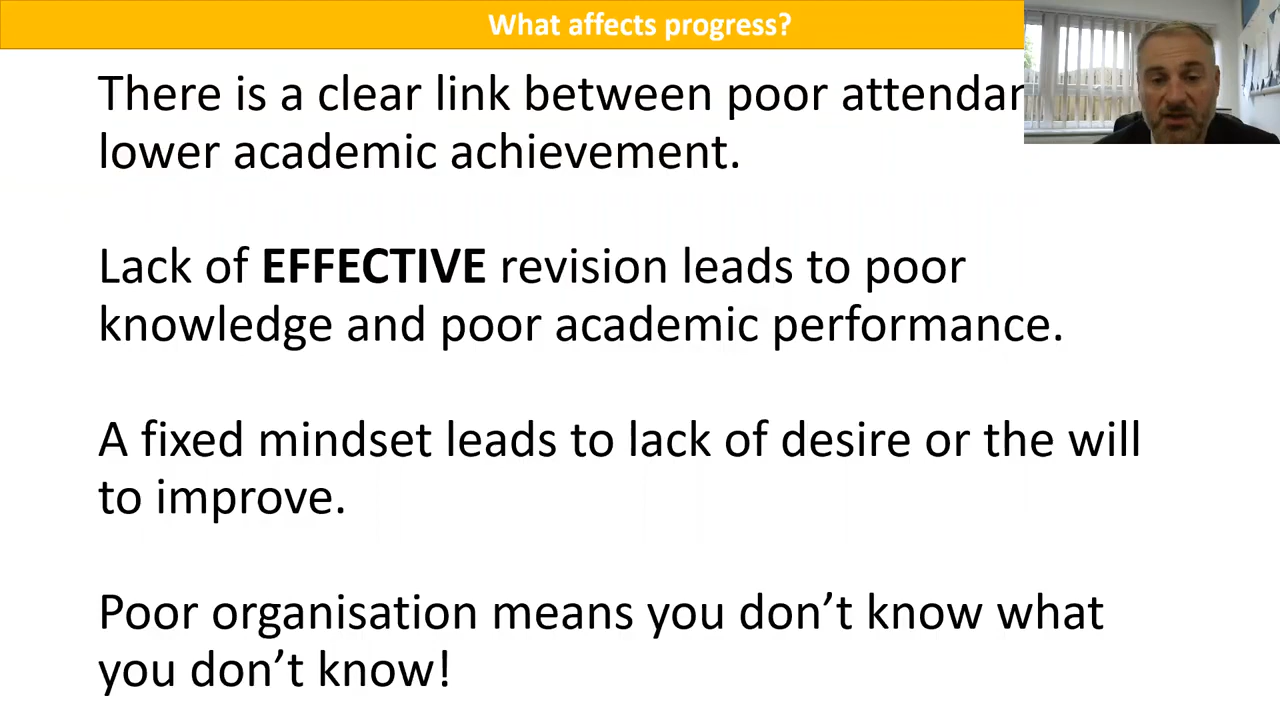 What affects progress?
There is a clear link between poor
lower academic achievement.
Lack of EFFECTIVE revision leads to poor
knowledge and poor academic performance.
A fixed mindset leads to lack of desire or the will
to improve.
Poor organisation means you don’t know what
you don’t know!